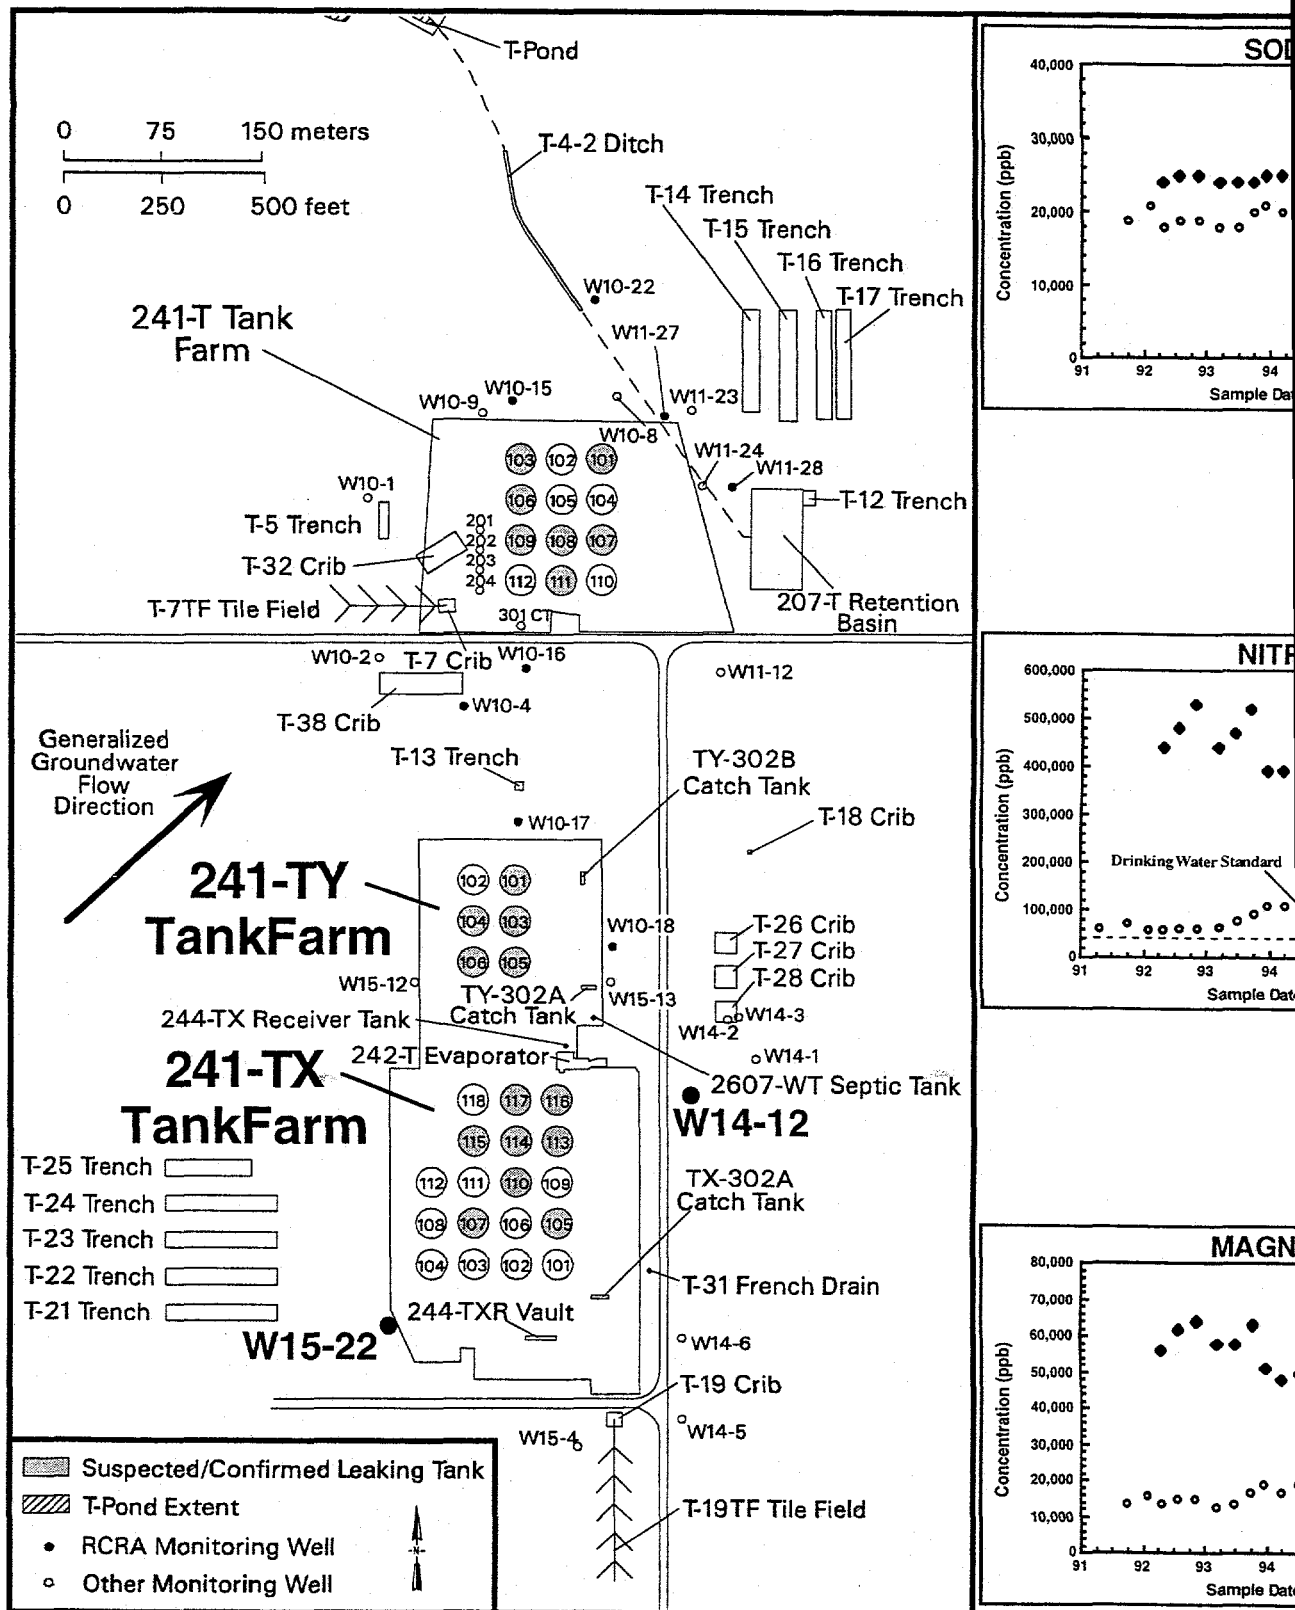 T-Pond
0 75 150 meters
0 250 500 feet
T-4-2 Ditch
T-14 Trench
T-15 Trench
T-16 Trench
T-17 Trench
W10-22
241-T Tank
Farm
W11-27
W10-15
W10-9
W11-23
W10-8
W11-24
W11-28
103 102 101
W10-1
106 105 104
T-12 Trench
T-5 Trench
201
202
109 108 107
203
T-32 Crib
204
112 111 110
T-7TF Tile Field
207-T Retention
Basin
301 CT
W10-2
T-7 Crib
W10-16
W11-12
W10-4
T-38 Crib
Generalized
Groundwater
Flow
Direction
T-13 Trench
TY-302B
Catch Tank
W10-17
T-18 Crib
241-TY
TankFarm
102 101
104 103
106 105
W10-18
T-26 Crib
T-27 Crib
T-28 Crib
W15-12
TY-302A
Catch Tank
W15-13
W14-3
W14-2
244-TX Receiver Tank
242-T Evaporator
W14-1
241-TX
TankFarm
2607-WT Septic Tank
W14-12
118 117 116
115 114 113
112 111 110 109
108 107 106 105
104 103 102 101
T-25 Trench
T-24 Trench
T-23 Trench
T-22 Trench
T-21 Trench
TX-302A
Catch Tank
T-31 French Drain
244-TXR Vault
W15-22
W14-6
T-19 Crib
W14-5
W15-4
T-19TF Tile Field
Suspected/Confirmed Leaking Tank
T-Pond Extent
RCRA Monitoring Well
Other Monitoring Well
N
SOD
Concentration (ppb)
40,000
30,000
20,000
10,000
0
91 92 93 94
Sample Dat
NITR
Concentration (ppb)
600,000
500,000
400,000
300,000
200,000
100,000
0
Drinking Water Standard
91 92 93 94
Sample Date
MAGN
Concentration (ppb)
80,000
70,000
60,000
50,000
40,000
30,000
20,000
10,000
0
91 92 93 94
Sample Date